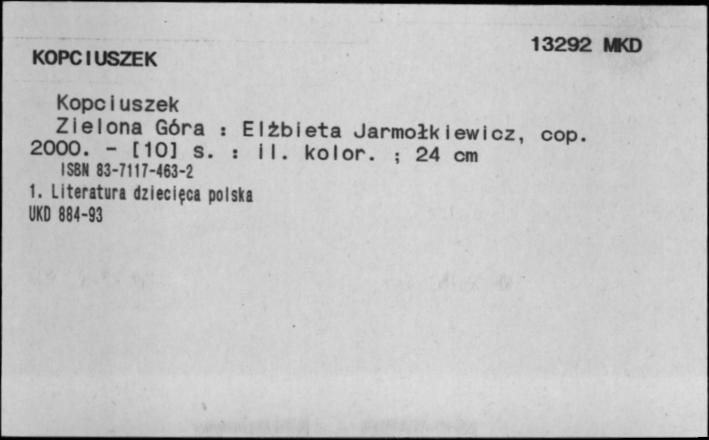 13292 MKD
KOPCIUSZEK
Kopciuszek
Zielona Góra : Elżbieta Jarmołkiewicz, cop.
2000. - [10] s. : il. kolor. ; 24 cm
ISBN 83-7117-463-2
1. Literatura dziecięca polska
UKD 884-93